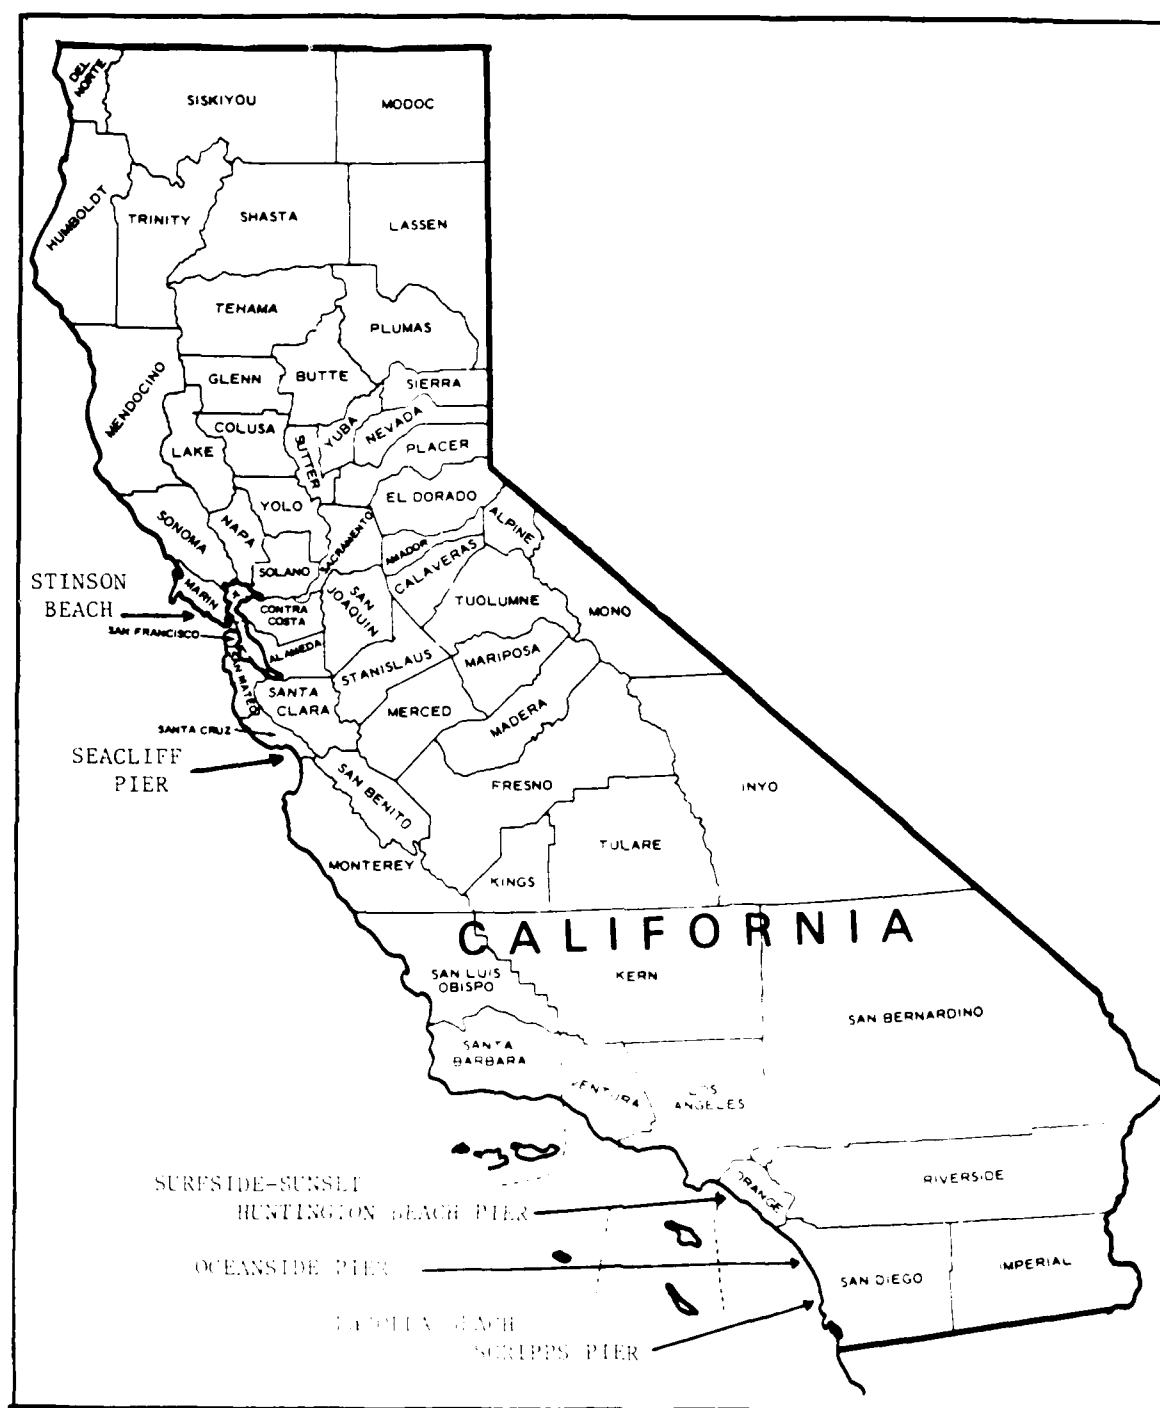 DEL
NORTE
SISKIYOU
MODOC
HUMBOLDT
TRINITY
SHASTA
LASSEN
TEHAMA
PLUMAS
MENDOCINO
GLENN
BUTTE
SIERRA
LAKE
COLUSA
SUTTER
YUBA
NEVADA
PLACER
YOLO
EL DORADO
SONOMA
NAPA
SACRAMENTO
ALPINE
AMADOR
SOLANO
CALAVERAS
STINSON
BEACH
MARIN
CONTRA
COSTA
SAN
JOAQUIN
TUOLUMNE
MONO
SAN FRANCISCO
ALAMEDA
STANISLAUS
MARIPOSA
SAN MATEO
SANTA
CLARA
MERCED
MADERA
SANTA CRUZ
SEACLIFF
PIER
SAN BENITO
FRESNO
INYO
MONTEREY
TULARE
KINGS
CALIFORNIA
SAN LUIS
OBISPO
KERN
SAN BERNARDINO
SANTA
BARBARA
VENTURA
LOS
ANGELES
SURFSIDE-SUNSET
HUNTINGTON BEACH PIER
ORANGE
RIVERSIDE
OCEANSIDE PIER
SAN DIEGO
IMPERIAL
BEACH
SCRIPPS PIER